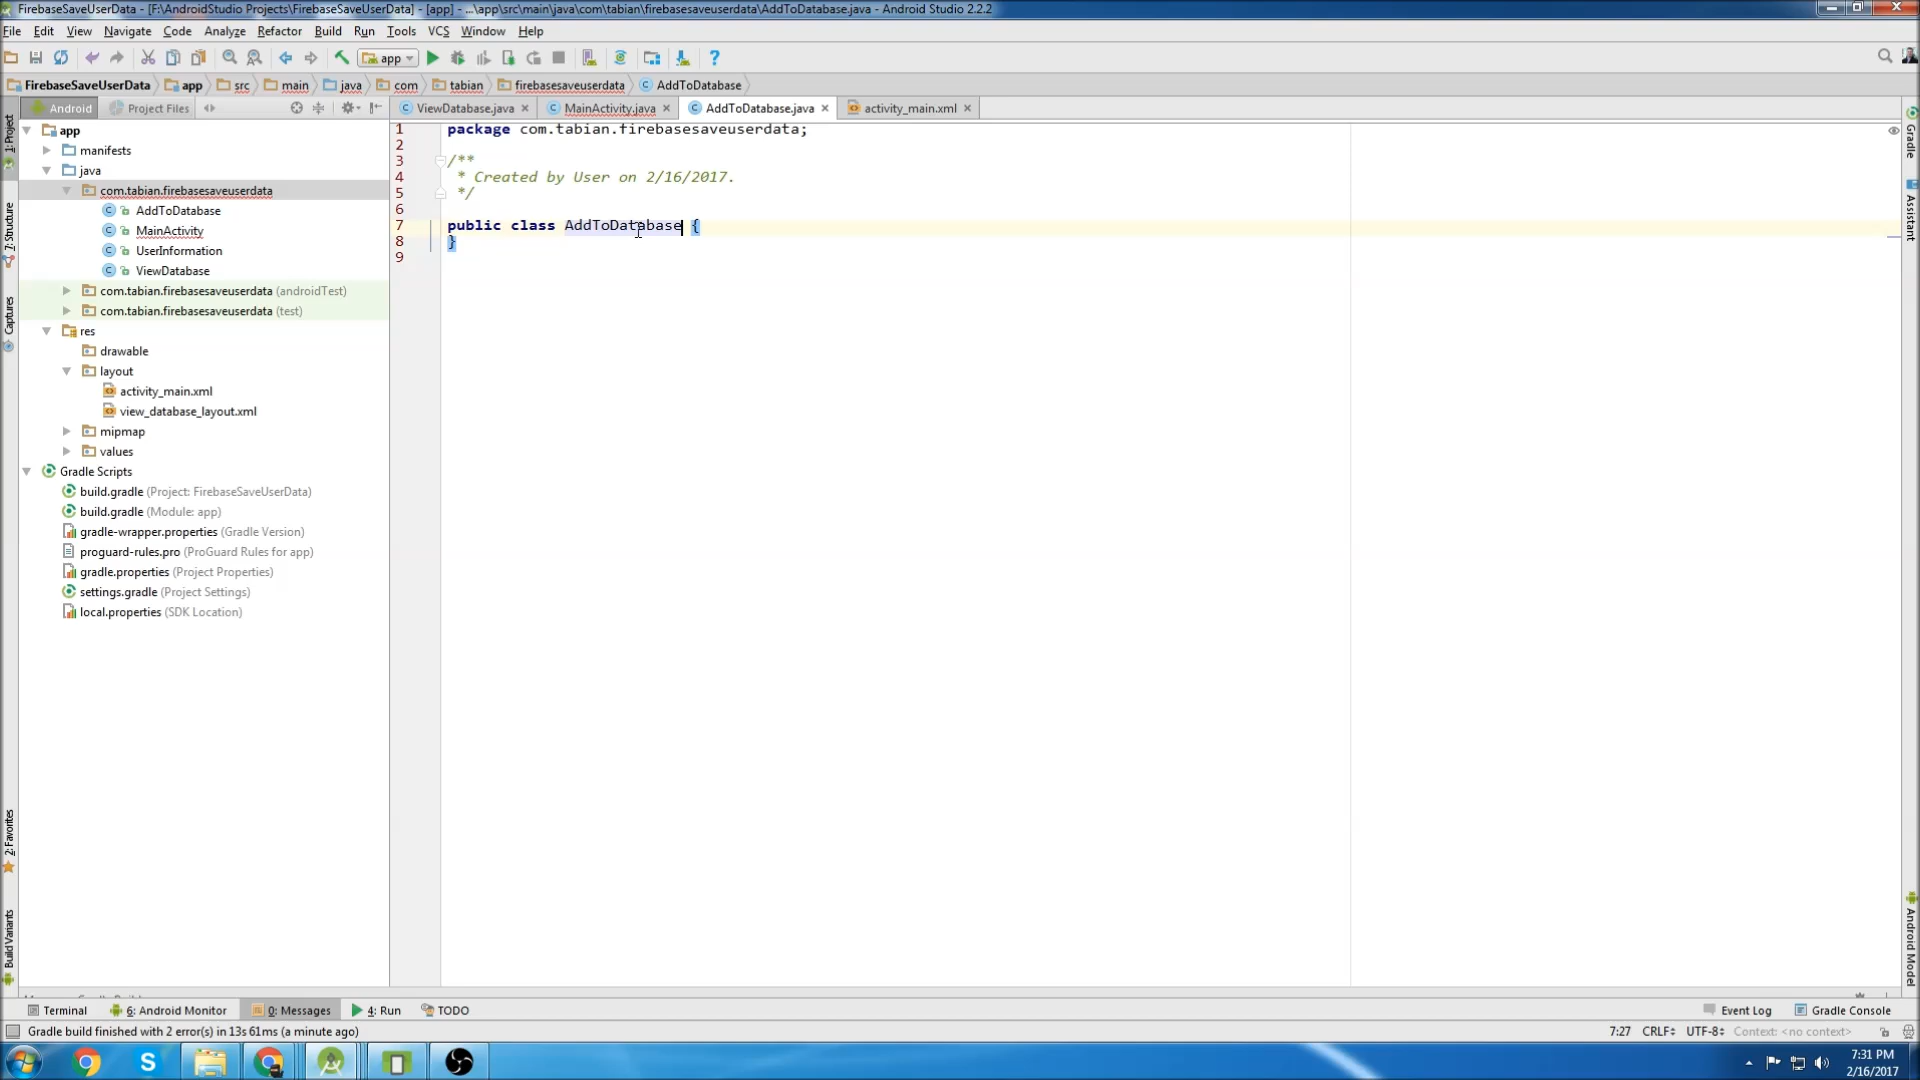 FirebaseSaveUserData - [F:\AndroidStudio Projects\FirebaseSaveUserData] - [app] - ...\app\src\main\java\com\tabian\firebasesaveuserdata\AddToDatabase.java - Android Studio 2.2.2
File Edit View Navigate Code Analyze Refactor Build Run Tools VCS Window Help
app
FirebaseSaveUserData app src main java com tabian firebasesaveuserdata AddToDatabase
Android Project Files ViewDatabase.java MainActivity.java AddToDatabase.java activity_main.xml
1: Project
7: Structure
Captures
2: Favorites
Build Variants
app
manifests
java
com.tabian.firebasesaveuserdata
AddToDatabase
MainActivity
UserInformation
ViewDatabase
com.tabian.firebasesaveuserdata (androidTest)
com.tabian.firebasesaveuserdata (test)
res
drawable
layout
activity_main.xml
view_database_layout.xml
mipmap
values
Gradle Scripts
build.gradle (Project: FirebaseSaveUserData)
build.gradle (Module: app)
gradle-wrapper.properties (Gradle Version)
proguard-rules.pro (ProGuard Rules for app)
gradle.properties (Project Properties)
settings.gradle (Project Settings)
local.properties (SDK Location)
1 package com.tabian.firebasesaveuserdata;
2
3 /**
4 * Created by User on 2/16/2017.
5 */
6
7 public class AddToDatabase {
8 }
9
Gradle
Assistant
Android Model
Terminal 6: Android Monitor 0: Messages 4: Run TODO Event Log Gradle Console
Gradle build finished with 2 error(s) in 13s 61ms (a minute ago) 7:27 CRLF UTF-8 Context: <no context>
7:31 PM
2/16/2017